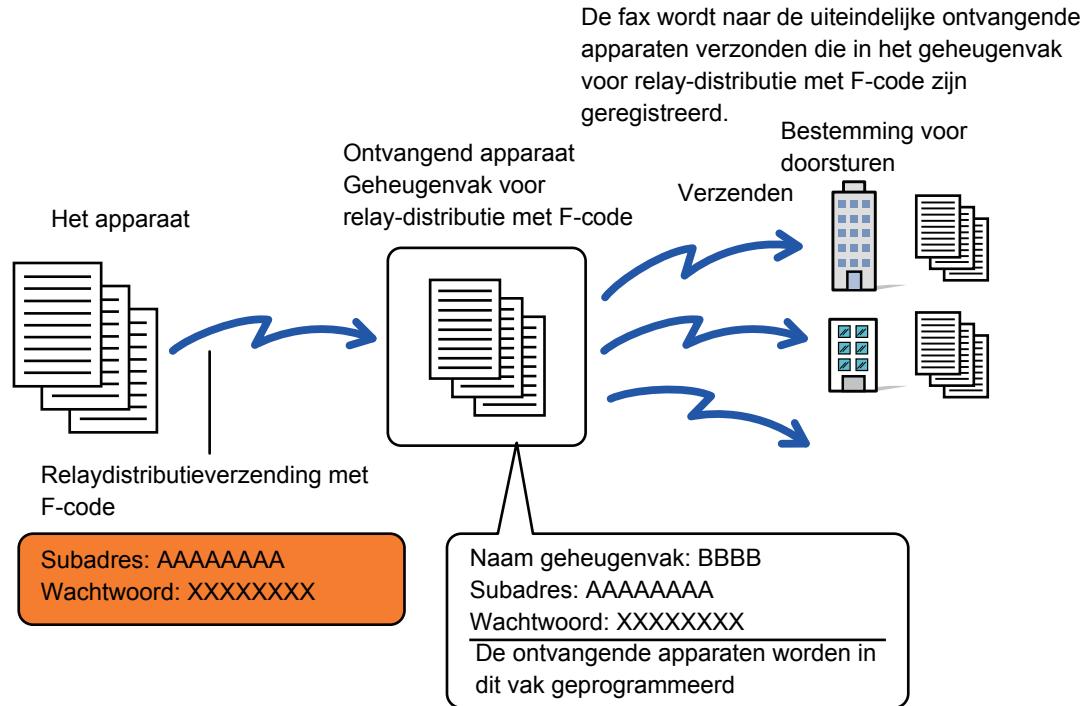 De fax wordt naar de uiteindelijke ontvangende
apparaten verzonden die in het geheugenvak
voor relay-distributie met F-code zijn
geregistreerd.
Bestemming voor
doorsturen
Ontvangend apparaat
Geheugenvak voor
relay-distributie met F-code
Verzenden
Het apparaat
Relaydistributieverzending met
F-code
Subadres: AAAAAAAA
Wachtwoord: XXXXXXXX
Naam geheugenvak: BBBB
Subadres: AAAAAAAA
Wachtwoord: XXXXXXXX
De ontvangende apparaten worden in
dit vak geprogrammeerd